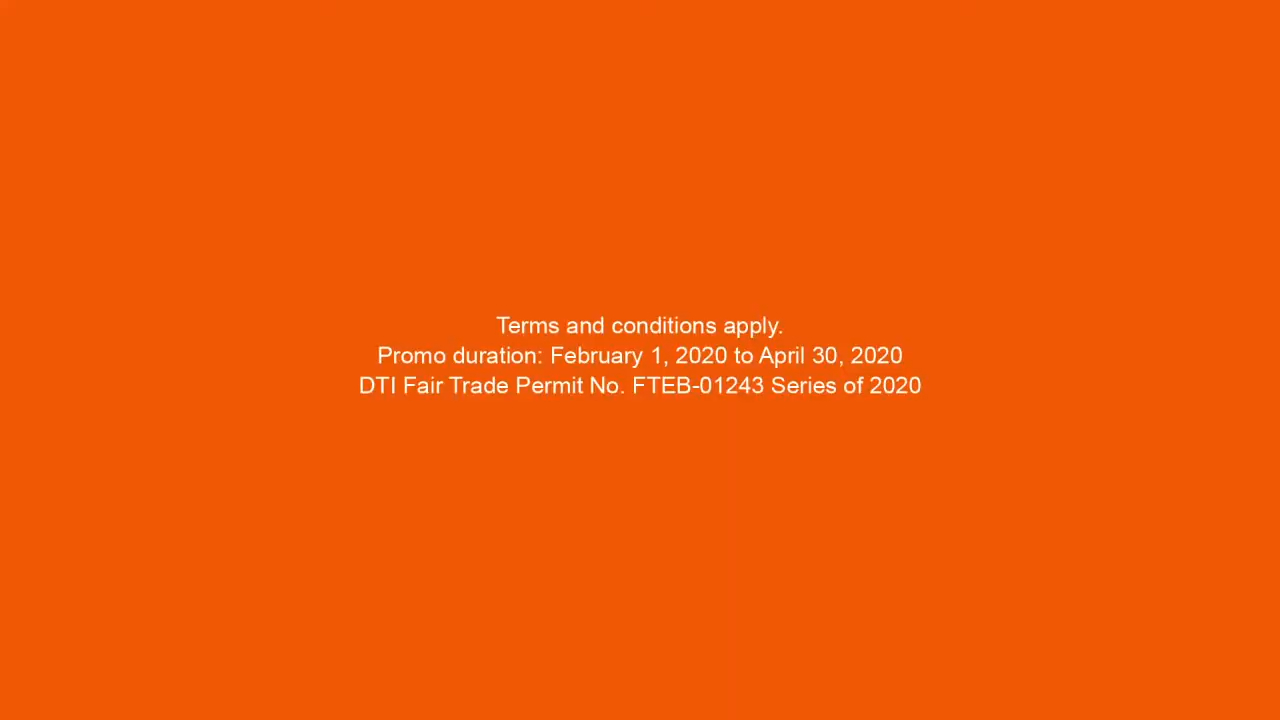 Terms and conditions apply.
Promo duration: February 1, 2020 to April 30, 2020
DTI Fair Trade Permit No. FTEB-01243 Series of 2020